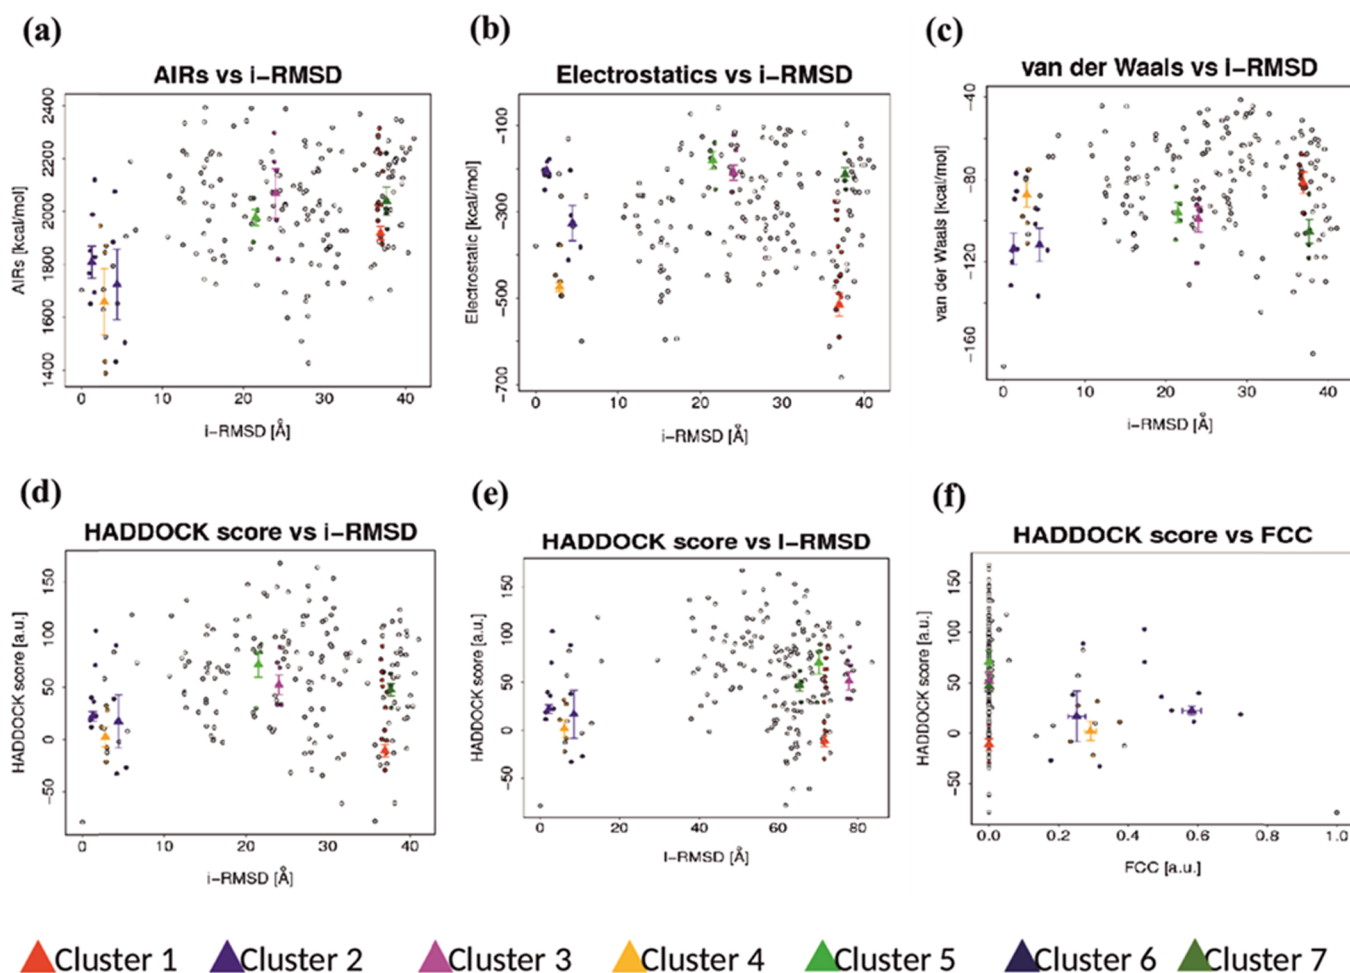 (a)
AIRs vs i−RMSD
AIRs [kcal/mol]
2400
2200
2000
1800
1600
1400
0 10 20 30 40
i−RMSD [Å]
(b)
Electrostatics vs i−RMSD
Electrostatic [kcal/mol]
−100
−300
−500
−700
0 10 20 30 40
i−RMSD [Å]
(c)
van der Waals vs i−RMSD
van der Waals [kcal/mol]
−40
−80
−120
−160
0 10 20 30 40
i−RMSD [Å]
(d)
HADDOCK score vs i−RMSD
HADDOCK score [a.u.]
150
100
50
0
−50
0 10 20 30 40
i−RMSD [Å]
(e)
HADDOCK score vs l−RMSD
HADDOCK score [a.u.]
150
100
50
0
−50
0 20 40 60 80
l−RMSD [Å]
(f)
HADDOCK score vs FCC
HADDOCK score [a.u.]
150
100
50
0
−50
0.0 0.2 0.4 0.6 0.8 1.0
FCC [a.u.]
Cluster 1 Cluster 2 Cluster 3 Cluster 4 Cluster 5 Cluster 6 Cluster 7